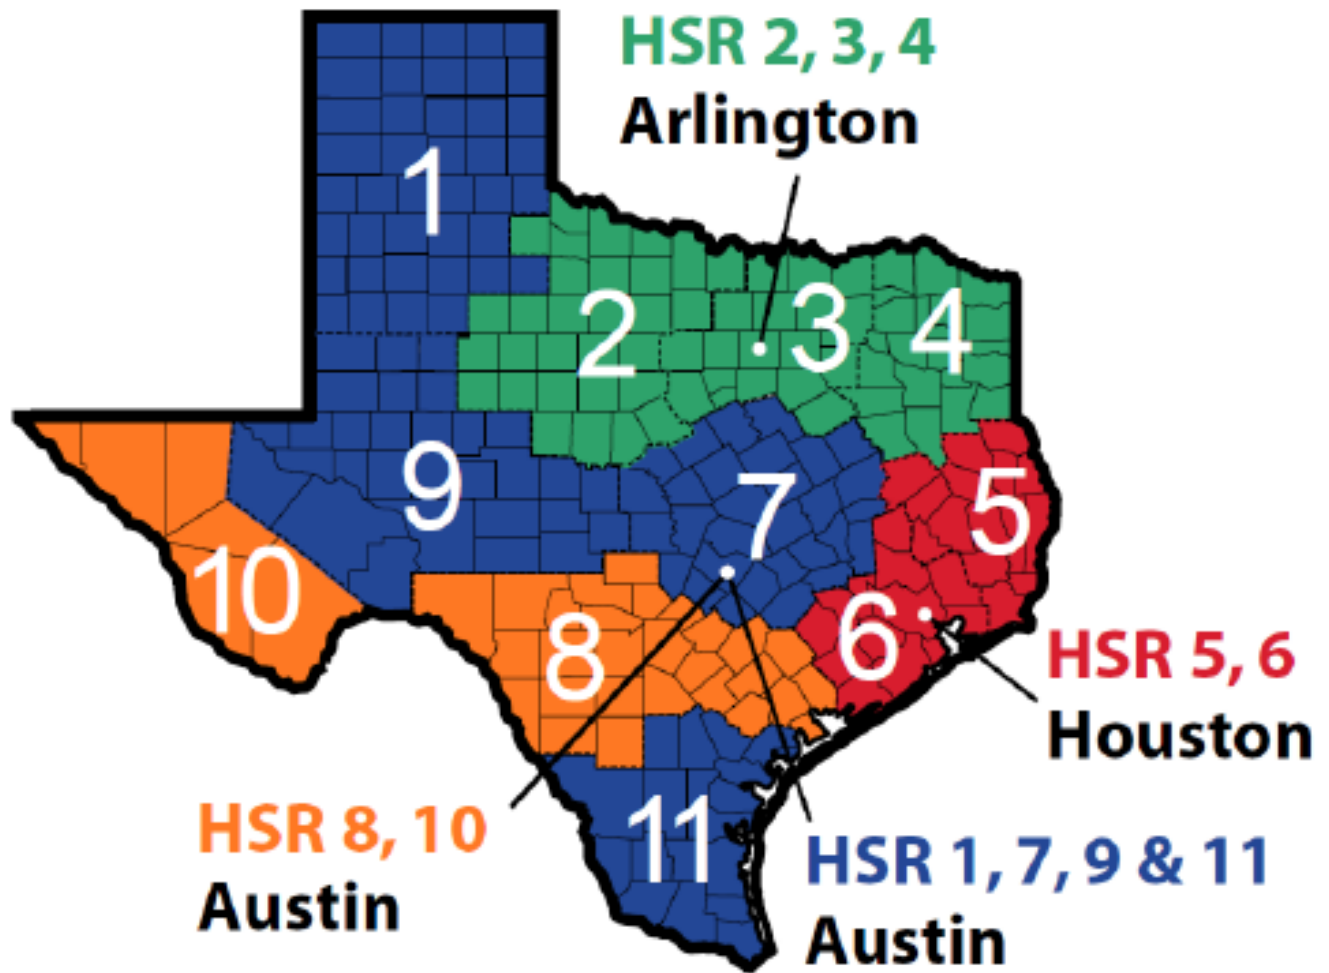 HSR 2, 3, 4
Arlington
1
2
3
4
9
7
5
10
8
6
HSR 5, 6
Houston
11
HSR 8, 10
Austin
HSR 1, 7, 9 & 11
Austin